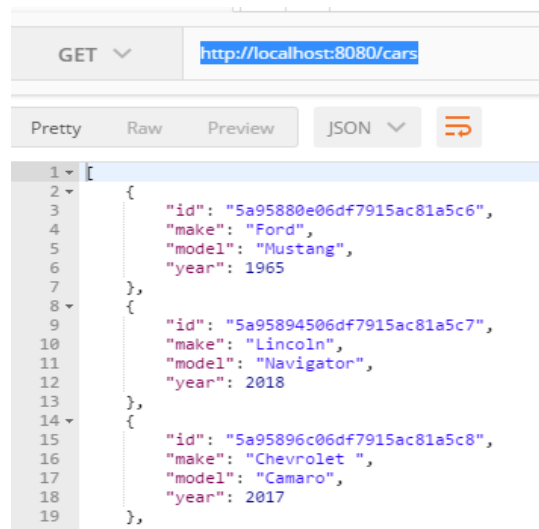 GET http://localhost:8080/cars
Pretty Raw Preview JSON
1 [
2 {
3 "id": "5a95880e06df7915ac81a5c6",
4 "make": "Ford",
5 "model": "Mustang",
6 "year": 1965
7 },
8 {
9 "id": "5a95894506df7915ac81a5c7",
10 "make": "Lincoln",
11 "model": "Navigator",
12 "year": 2018
13 },
14 {
15 "id": "5a95896c06df7915ac81a5c8",
16 "make": "Chevrolet ",
17 "model": "Camaro",
18 "year": 2017
19 },